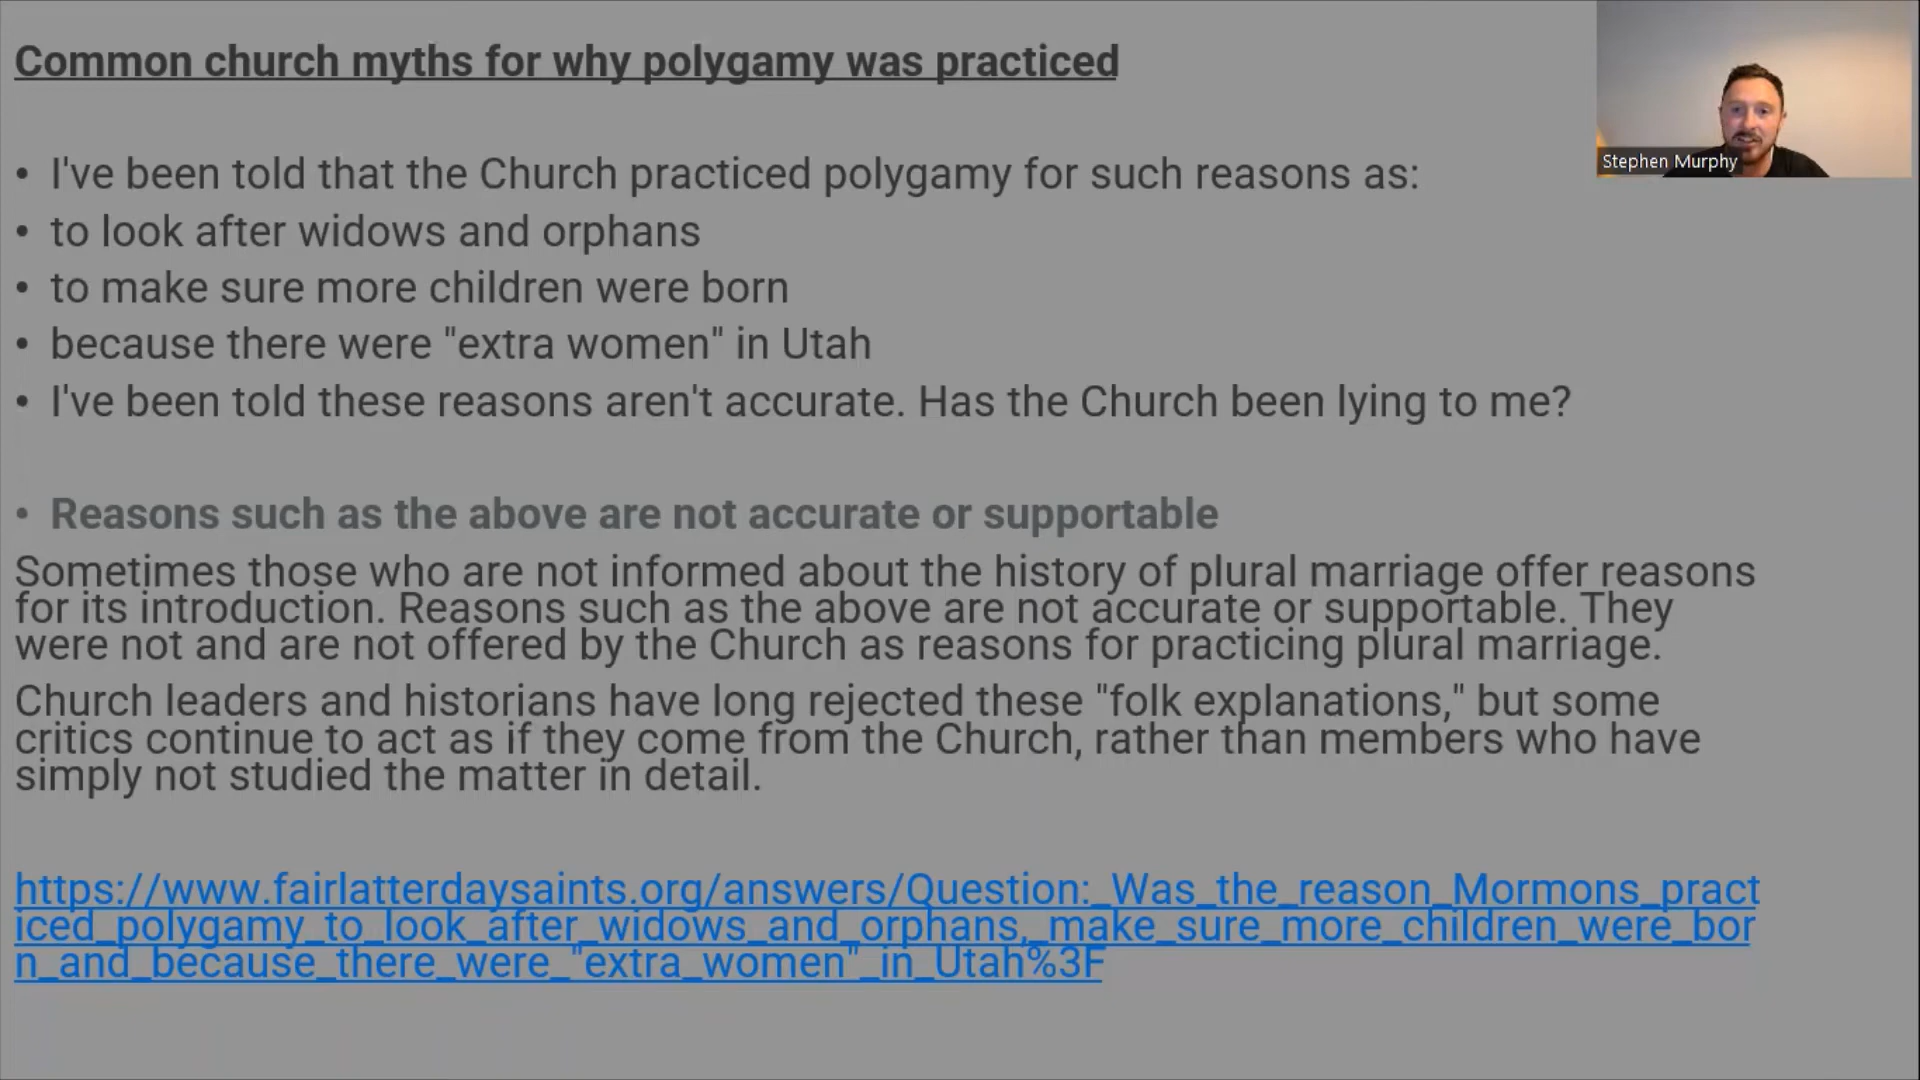 Common church myths for why polygamy was practiced
Stephen Murphy
• I've been told that the Church practiced polygamy for such reasons as:
• to look after widows and orphans
• to make sure more children were born
• because there were "extra women" in Utah
• I've been told these reasons aren't accurate. Has the Church been lying to me?
• Reasons such as the above are not accurate or supportable
Sometimes those who are not informed about the history of plural marriage offer reasons
for its introduction. Reasons such as the above are not accurate or supportable. They
were not and are not offered by the Church as reasons for practicing plural marriage.
Church leaders and historians have long rejected these "folk explanations," but some
critics continue to act as if they come from the Church, rather than members who have
simply not studied the matter in detail.
https://www.fairlatterdaysaints.org/answers/Question:_Was_the_reason_Mormons_pract
iced_polygamy_to_look_after_widows_and_orphans,_make_sure_more_children_were_bor
n_and_because_there_were_"extra_women"_in_Utah%3F